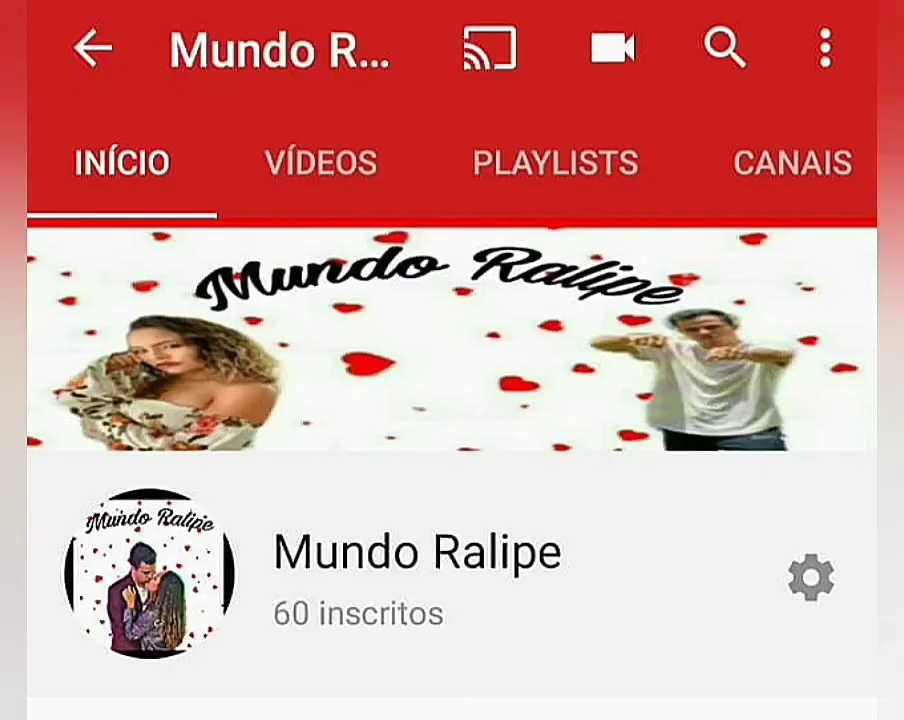 Mundo R...
INÍCIO VÍDEOS PLAYLISTS CANAIS
Mundo Ralipe
Mundo Ralipe
Mundo Ralipe
60 inscritos